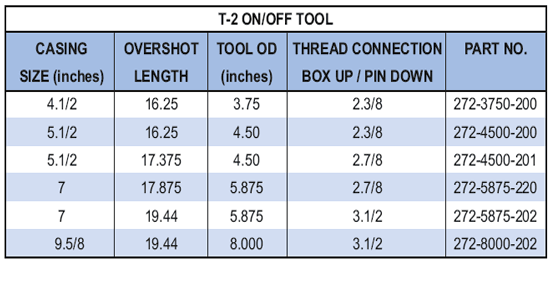 T-2 ON/OFF TOOL
CASING SIZE (inches) OVERSHOT LENGTH TOOL OD (inches) THREAD CONNECTION BOX UP / PIN DOWN PART NO.
4.1/2 16.25 3.75 2.3/8 272-3750-200
5.1/2 16.25 4.50 2.3/8 272-4500-200
5.1/2 17.375 4.50 2.7/8 272-4500-201
7 17.875 5.875 2.7/8 272-5875-220
7 19.44 5.875 3.1/2 272-5875-202
9.5/8 19.44 8.000 3.1/2 272-8000-202